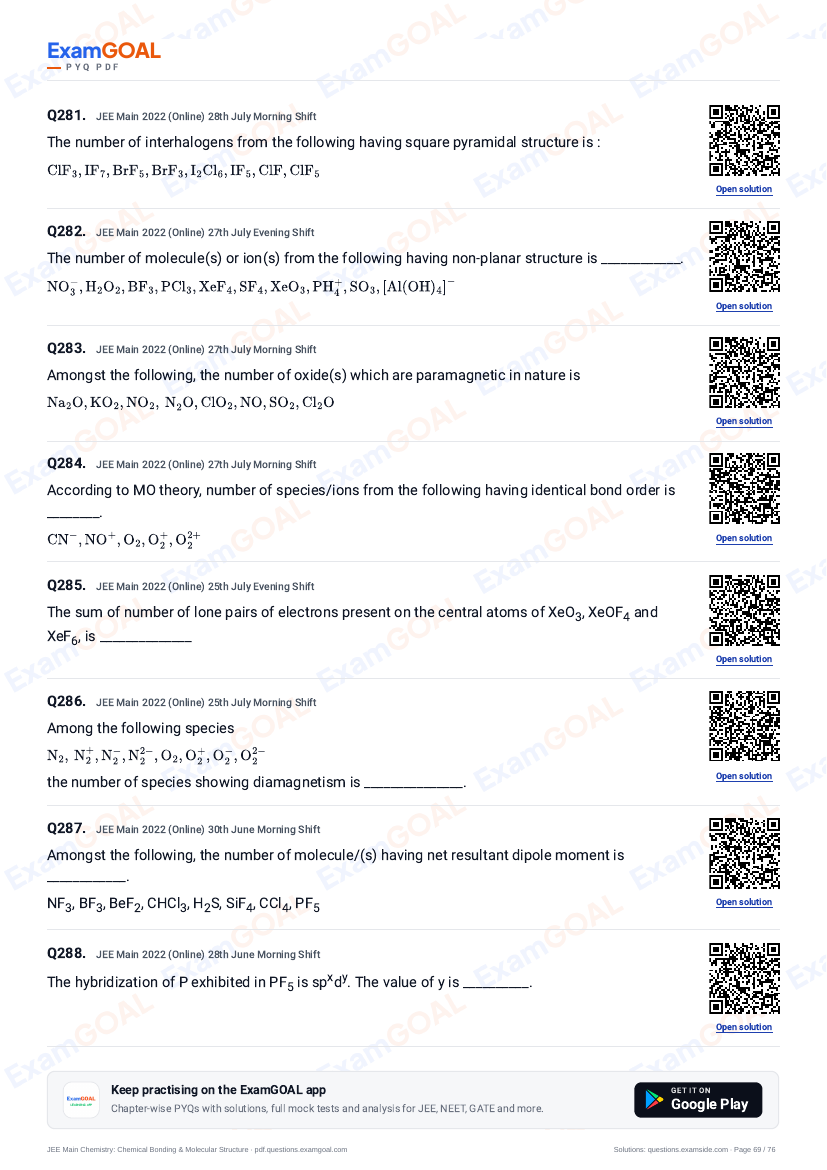 ExamGOAL
PYQ PDF
Q281. JEE Main 2022 (Online) 28th July Morning Shift
The number of interhalogens from the following having square pyramidal structure is :
ClF₃, IF₇, BrF₅, BrF₃, I₂Cl₆, IF₅, ClF, ClF₅
Open solution
Q282. JEE Main 2022 (Online) 27th July Evening Shift
The number of molecule(s) or ion(s) from the following having non-planar structure is ____________.
NO₃⁻, H₂O₂, BF₃, PCl₃, XeF₄, SF₄, XeO₃, PH₄⁺, SO₃, [Al(OH)₄]⁻
Open solution
Q283. JEE Main 2022 (Online) 27th July Morning Shift
Amongst the following, the number of oxide(s) which are paramagnetic in nature is
Na₂O, KO₂, NO₂, N₂O, ClO₂, NO, SO₂, Cl₂O
Open solution
Q284. JEE Main 2022 (Online) 27th July Morning Shift
According to MO theory, number of species/ions from the following having identical bond order is
________.
CN⁻, NO⁺, O₂, O₂⁺, O₂²⁺
Open solution
Q285. JEE Main 2022 (Online) 25th July Evening Shift
The sum of number of lone pairs of electrons present on the central atoms of XeO₃, XeOF₄ and
XeF₆, is ______________
Open solution
Q286. JEE Main 2022 (Online) 25th July Morning Shift
Among the following species
N₂, N₂⁺, N₂⁻, N₂²⁻, O₂, O₂⁺, O₂⁻, O₂²⁻
the number of species showing diamagnetism is _______________.
Open solution
Q287. JEE Main 2022 (Online) 30th June Morning Shift
Amongst the following, the number of molecule/(s) having net resultant dipole moment is
____________.
NF₃, BF₃, BeF₂, CHCl₃, H₂S, SiF₄, CCl₄, PF₅
Open solution
Q288. JEE Main 2022 (Online) 28th June Morning Shift
The hybridization of P exhibited in PF₅ is spˣdʸ. The value of y is __________.
Open solution
Keep practising on the ExamGOAL app
Chapter-wise PYQs with solutions, full mock tests and analysis for JEE, NEET, GATE and more.
GET IT ON
Google Play
JEE Main Chemistry: Chemical Bonding & Molecular Structure · pdf.questions.examgoal.com
Solutions: questions.examside.com · Page 69 / 76